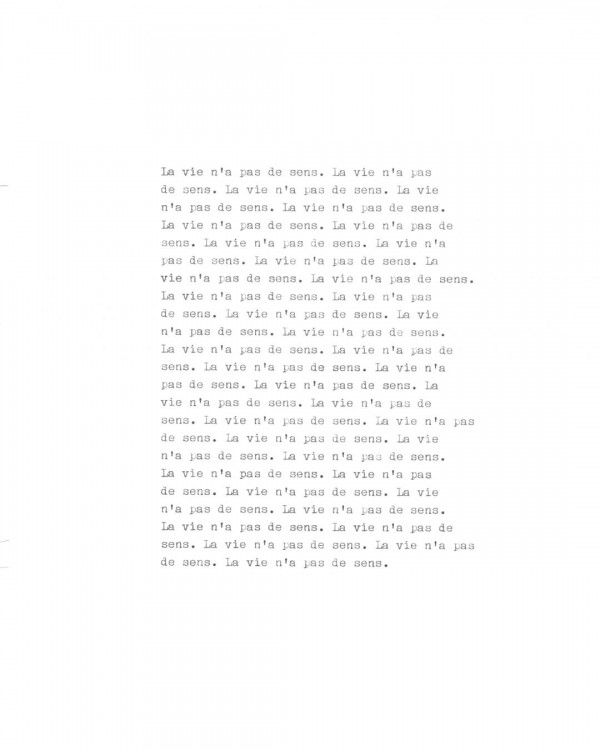 La vie n'a pas de sens. La vie n'a pas
de sens. La vie n'a pas de sens. La vie
n'a pas de sens. La vie n'a pas de sens.
La vie n'a pas de sens. La vie n'a pas de
sens. La vie n'a pas de sens. La vie n'a
pas de sens. La vie n'a pas de sens. La
vie n'a pas de sens. La vie n'a pas de sens.
La vie n'a pas de sens. La vie n'a pas
de sens. La vie n'a pas de sens. La vie
n'a pas de sens. La vie n'a pas de sens.
La vie n'a pas de sens. La vie n'a pas de
sens. La vie n'a pas de sens. La vie n'a
pas de sens. La vie n'a pas de sens. La
vie n'a pas de sens. La vie n'a pas de
sens. La vie n'a pas de sens. La vie n'a pas
de sens. La vie n'a pas de sens. La vie
n'a pas de sens. La vie n'a pas de sens.
La vie n'a pas de sens. La vie n'a pas
de sens. La vie n'a pas de sens. La vie
n'a pas de sens. La vie n'a pas de sens.
La vie n'a pas de sens. La vie n'a pas de
sens. La vie n'a pas de sens. La vie n'a pas
de sens. La vie n'a pas de sens.